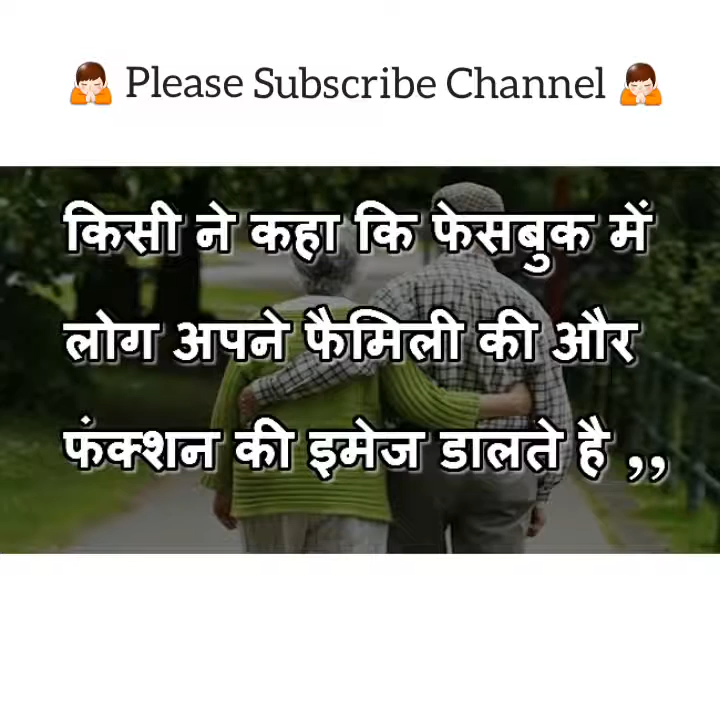 🙏 Please Subscribe Channel 🙏
किसी ने कहा कि फेसबुक में
लोग अपने फैमिली की और
फंक्शन की इमेज डालते है ,,